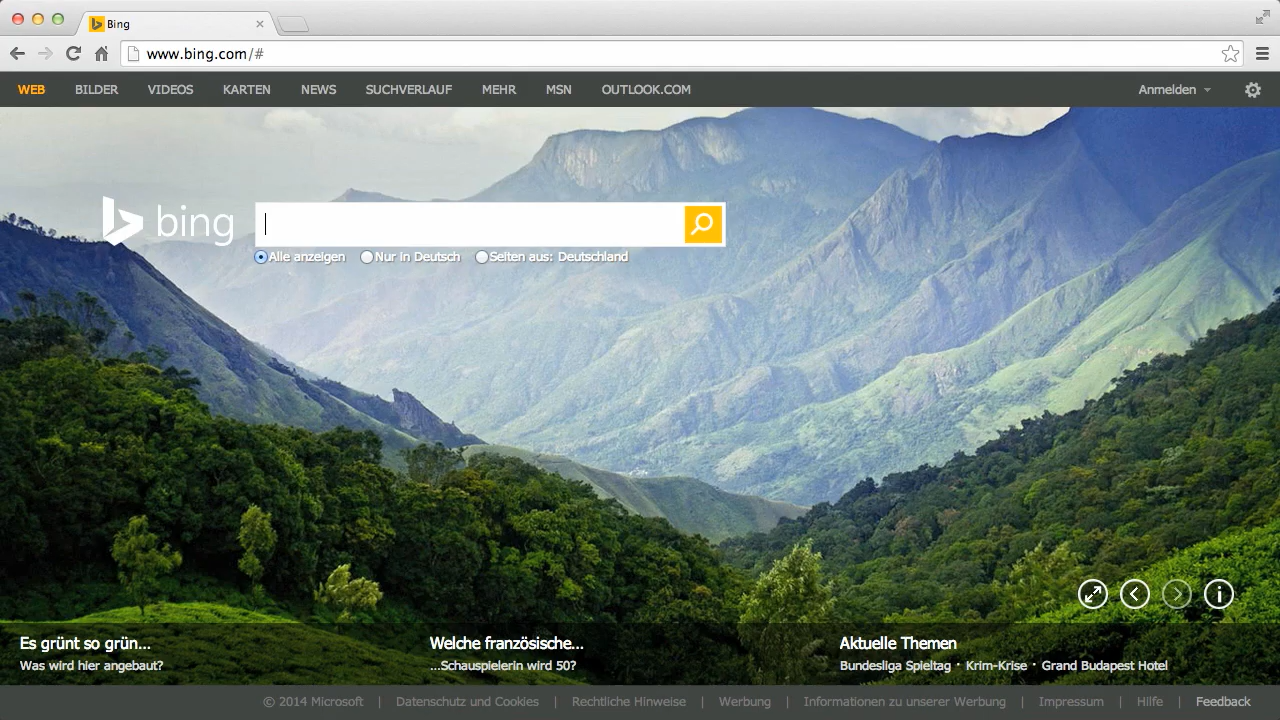 Bing
www.bing.com/#
WEB BILDER VIDEOS KARTEN NEWS SUCHVERLAUF MEHR MSN OUTLOOK.COM Anmelden
bing
Alle anzeigen Nur in Deutsch Seiten aus: Deutschland
Es grünt so grün... Welche französische... Aktuelle Themen
Was wird hier angebaut? ...Schauspielerin wird 50? Bundesliga Spieltag · Krim-Krise · Grand Budapest Hotel
© 2014 Microsoft | Datenschutz und Cookies | Rechtliche Hinweise | Werbung | Informationen zu unserer Werbung | Impressum | Hilfe | Feedback